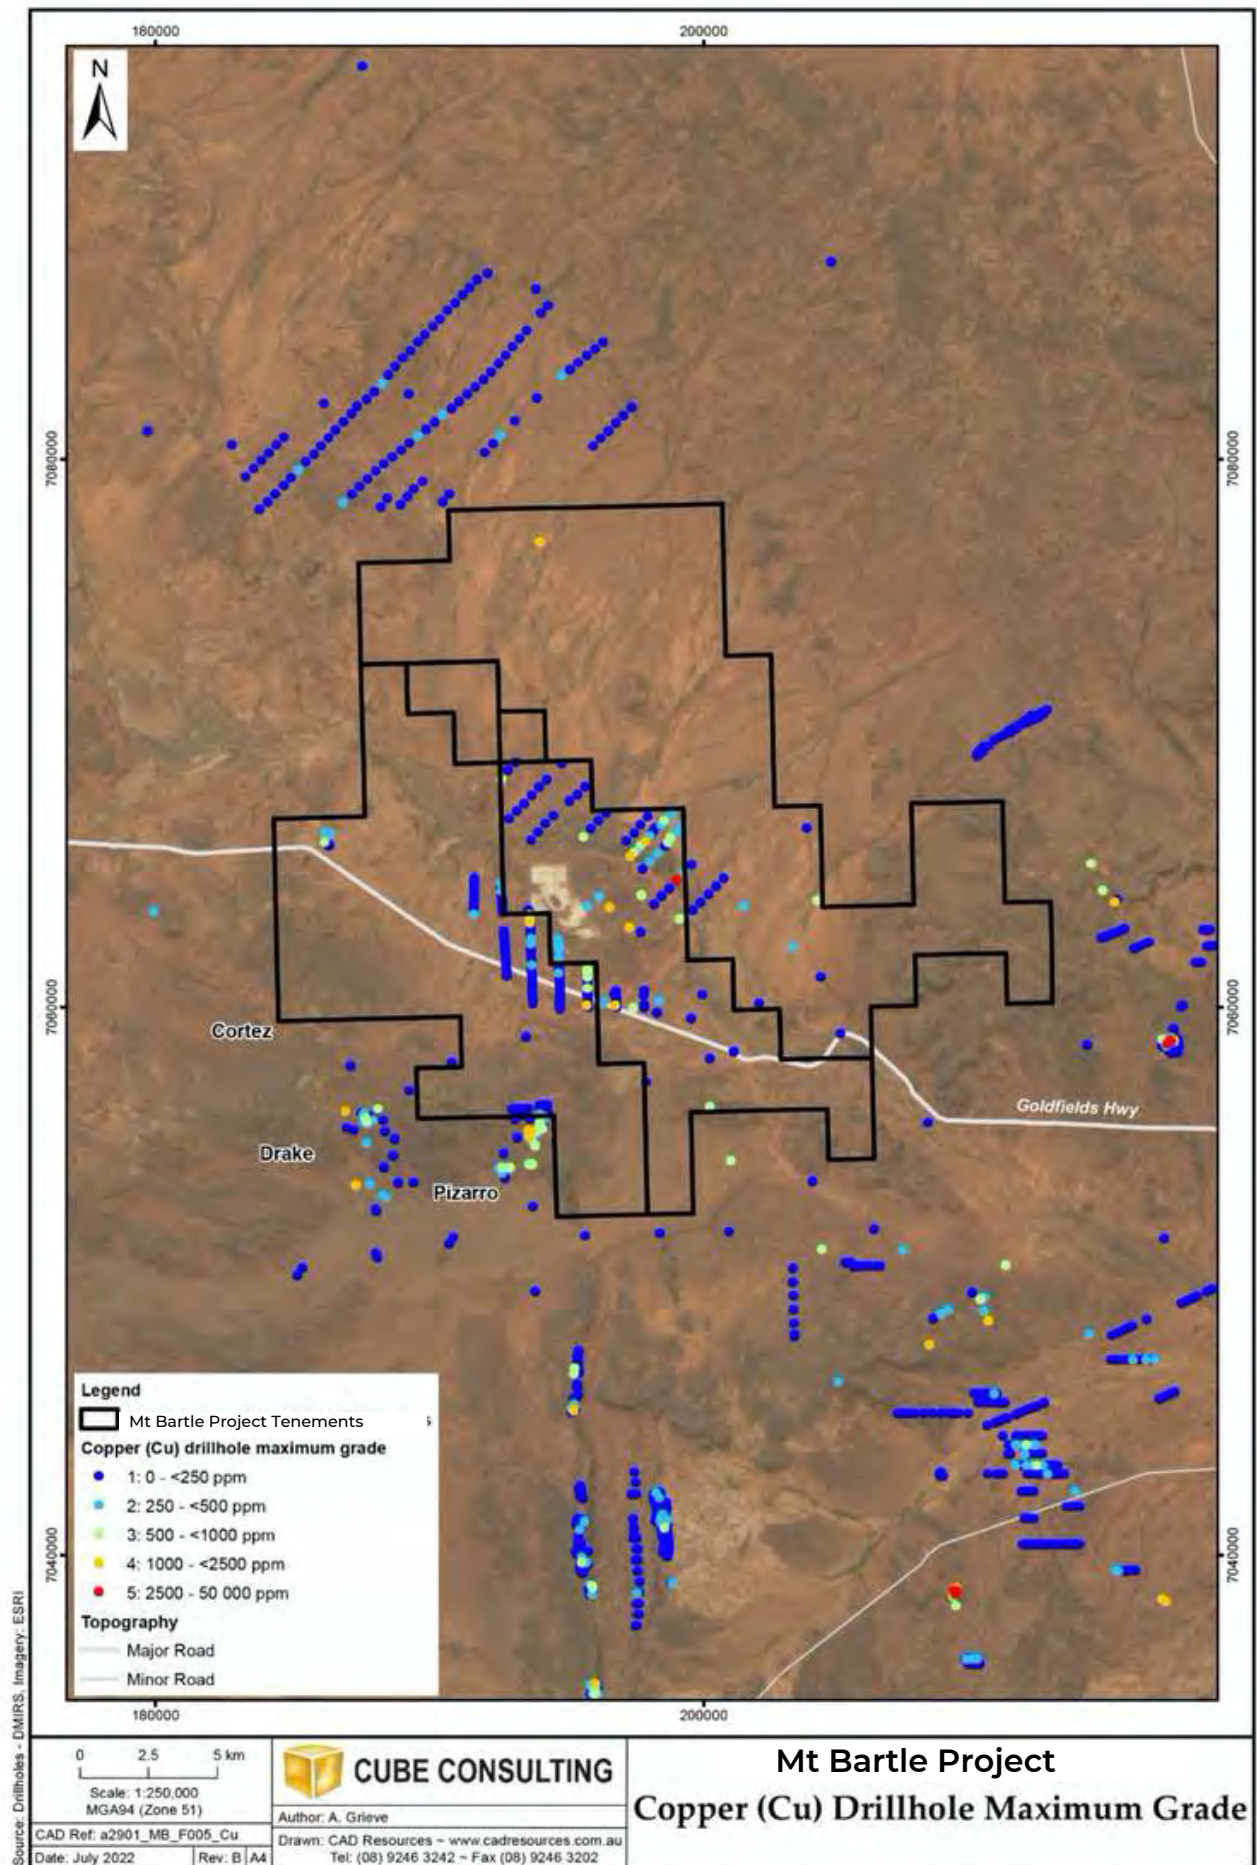 180000
200000
N
7080000
7080000
7060000
7060000
Cortez
Goldfields Hwy
Drake
Pizarro
Legend
Mt Bartle Project Tenements
Copper (Cu) drillhole maximum grade
1: 0 - <250 ppm
2: 250 - <500 ppm
3: 500 - <1000 ppm
4: 1000 - <2500 ppm
5: 2500 - 50 000 ppm
Topography
Major Road
Minor Road
7040000
7040000
180000
200000
Source: Drillholes - DMIRS, Imagery: ESRI
0 2.5 5 km
Scale: 1:250,000
MGA94 (Zone 51)
CAD Ref: a2901_MB_F005_Cu
Date: July 2022 Rev: B A4
CUBE CONSULTING
Author: A. Grieve
Drawn: CAD Resources ~ www.cadresources.com.au
Tel: (08) 9246 3242 ~ Fax (08) 9246 3202
Mt Bartle Project
Copper (Cu) Drillhole Maximum Grade